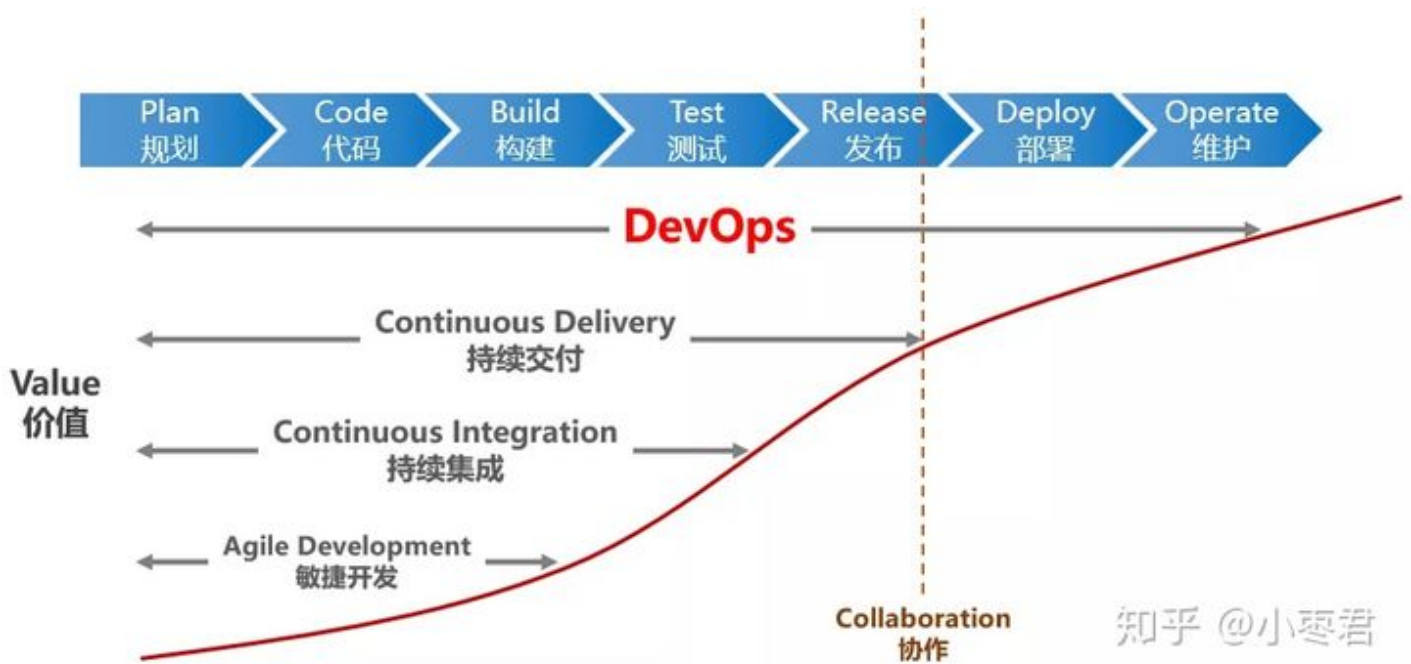 Plan
规划
Code
代码
Build
构建
Test
测试
Release
发布
Deploy
部署
Operate
维护
DevOps
Continuous Delivery
持续交付
Value
价值
Continuous Integration
持续集成
Agile Development
敏捷开发
Collaboration
协作
知乎 @小枣君